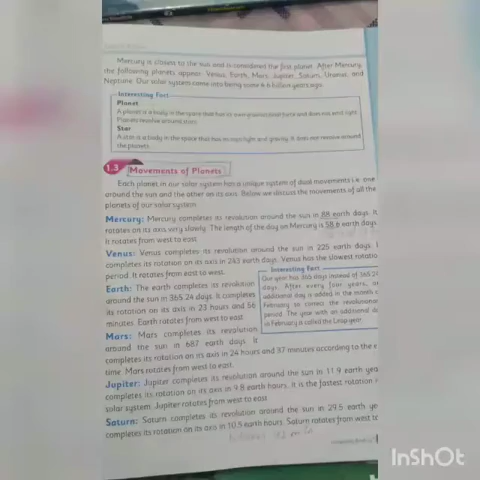 Mercury is closest to the sun and is considered the first planet. After Mercury,
the following planets appear: Venus, Earth, Mars, Jupiter, Saturn, Uranus, and
Neptune. Our solar system came into being some 4.6 billion years ago.
Interesting Fact
Planet
A planet is a body in the space that has its own gravitational force and does not emit light.
Planets revolve around stars.
Star
A star is a body in the space that has its own light and gravity. It does not revolve around
the planets.
1.3 Movements of Planets
Each planet in our solar system has a unique system of dual movements i.e. one
around the sun and the other on its axis. Below we discuss the movements of all the
planets of our solar system.
Mercury: Mercury completes its revolution around the sun in 88 earth days. It
rotates on its axis very slowly. The length of the day on Mercury is 58.6 earth days.
It rotates from west to east.
Venus: Venus completes its revolution around the sun in 225 earth days. I
completes its rotation on its axis in 243 earth days. Venus has the slowest rotatio
period. It rotates from east to west.
Earth: The earth completes its revolution
around the sun in 365.24 days. It completes
its rotation on its axis in 23 hours and 56
minutes. Earth rotates from west to east.
Interesting Fact
Our year has 365 days instead of 365.2
days. After every four years, an
additional day is added in the month o
February to correct the revolutionar
period. The year with an additional d
in February is called the Leap year.
Mars: Mars completes its revolution
around the sun in 687 earth days. It
completes its rotation on its axis in 24 hours and 37 minutes according to the e
time. Mars rotates from west to east.
Jupiter: Jupiter completes its revolution around the sun in 11.9 earth yea
completes its rotation on its axis in 9.8 earth hours. It is the fastest rotation i
solar system. Jupiter rotates from west to east.
Saturn: Saturn completes its revolution around the sun in 29.5 earth ye
completes its rotation on its axis in 10.5 earth hours. Saturn rotates from west to
InShOt